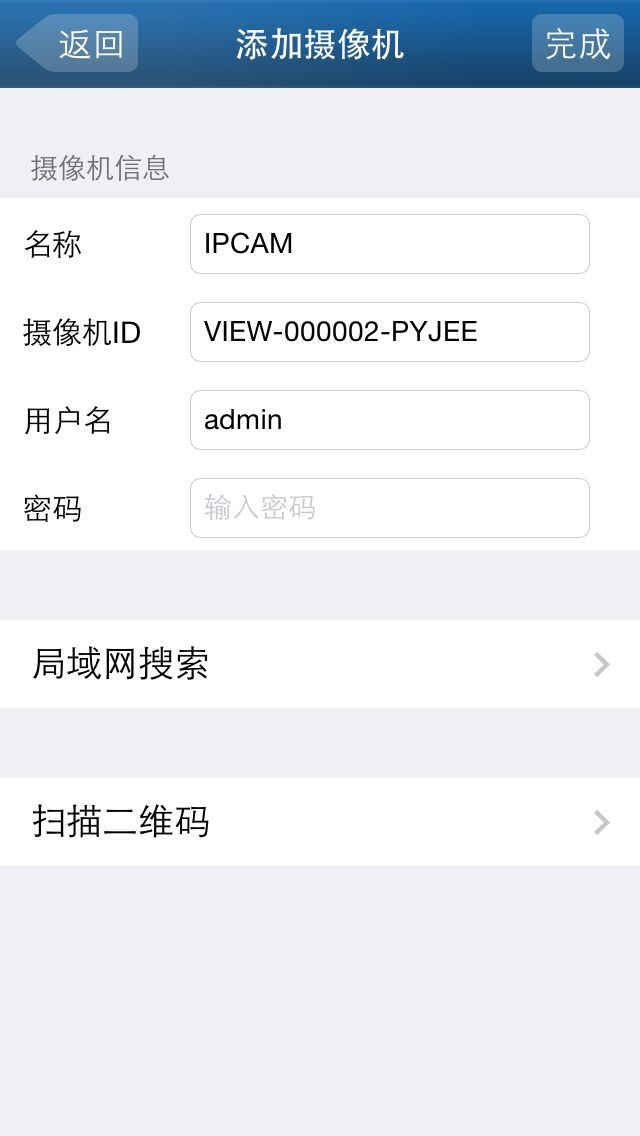 返回 添加摄像机 完成
摄像机信息
名称 IPCAM
摄像机ID VIEW-000002-PYJEE
用户名 admin
密码 输入密码
局域网搜索
扫描二维码